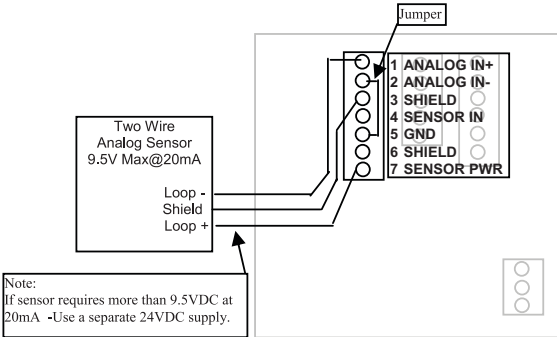 Jumper
1 ANALOG IN+
2 ANALOG IN-
3 SHIELD
4 SENSOR IN
5 GND
6 SHIELD
7 SENSOR PWR
Two Wire
Analog Sensor
9.5V Max@20mA
Loop -
Shield
Loop +
Note:
If sensor requires more than 9.5VDC at
20mA -Use a separate 24VDC supply.